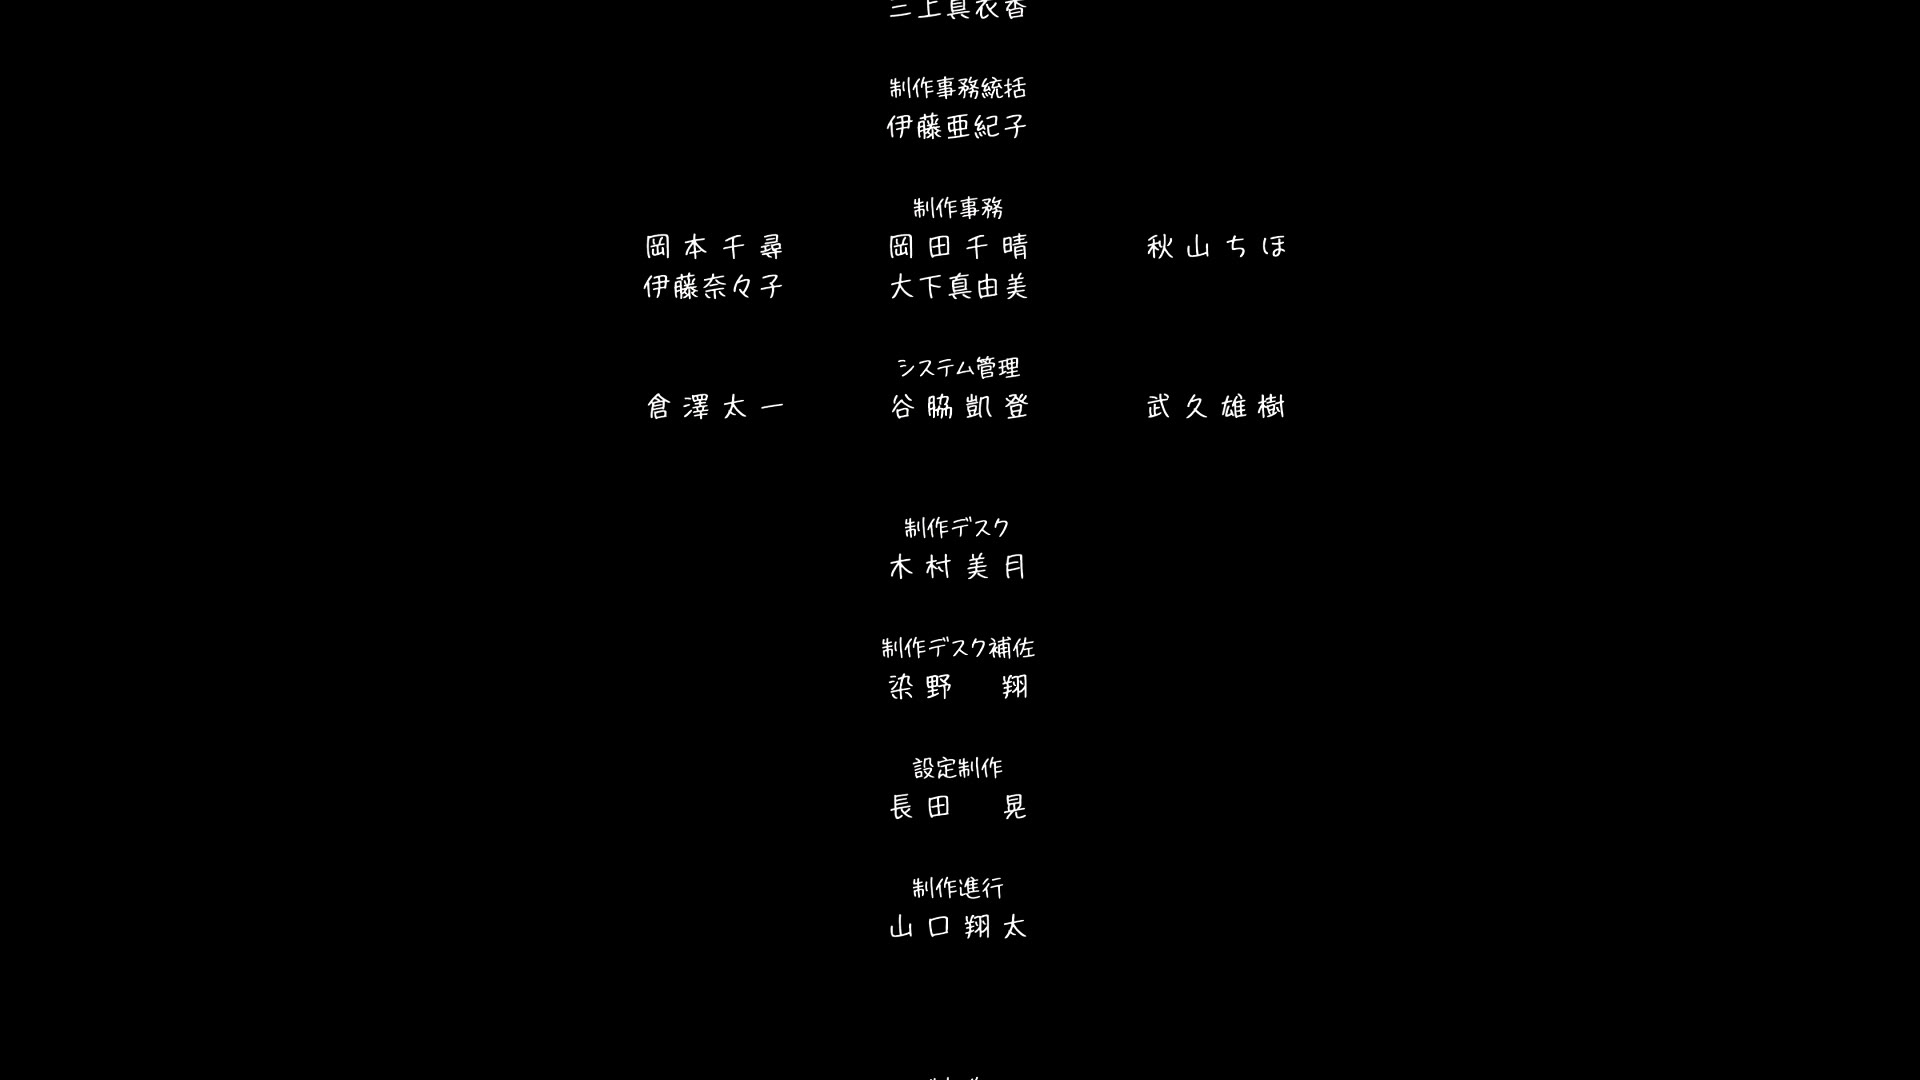 三上真衣香
制作事務統括
伊藤亜紀子
制作事務
岡本千尋 岡田千晴 秋山ちほ
伊藤奈々子 大下真由美
システム管理
倉澤太一 谷脇凱登 武久雄樹
制作デスク
木村美月
制作デスク補佐
染野 翔
設定制作
長田 晃
制作進行
山口翔太